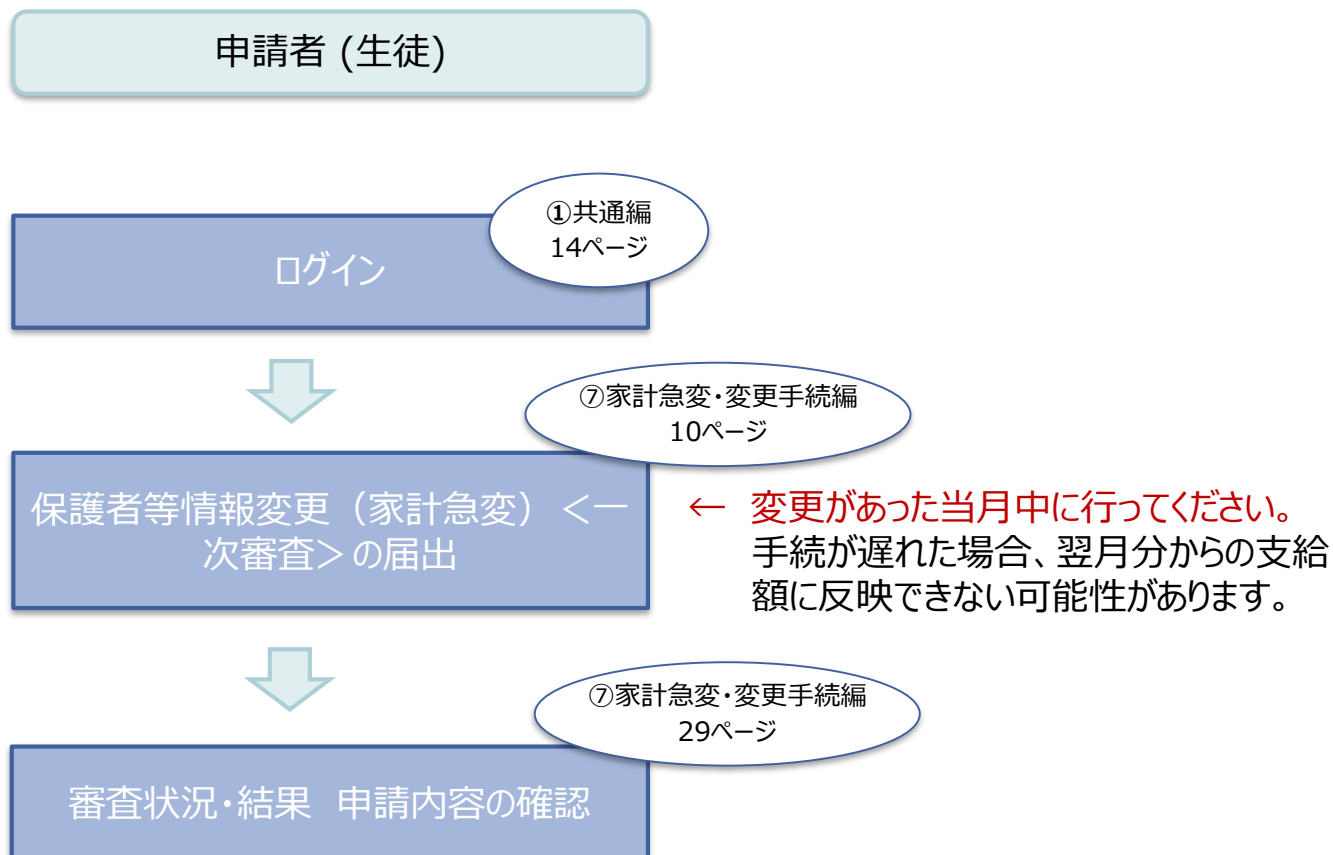 申請者 (生徒)
①共通編
14ページ
ログイン
⑦家計急変・変更手続編
10ページ
保護者等情報変更（家計急変）＜一
次審査＞の届出
← 変更があった当月中に行ってください。
手続が遅れた場合、翌月分からの支給
額に反映できない可能性があります。
⑦家計急変・変更手続編
29ページ
審査状況・結果　申請内容の確認